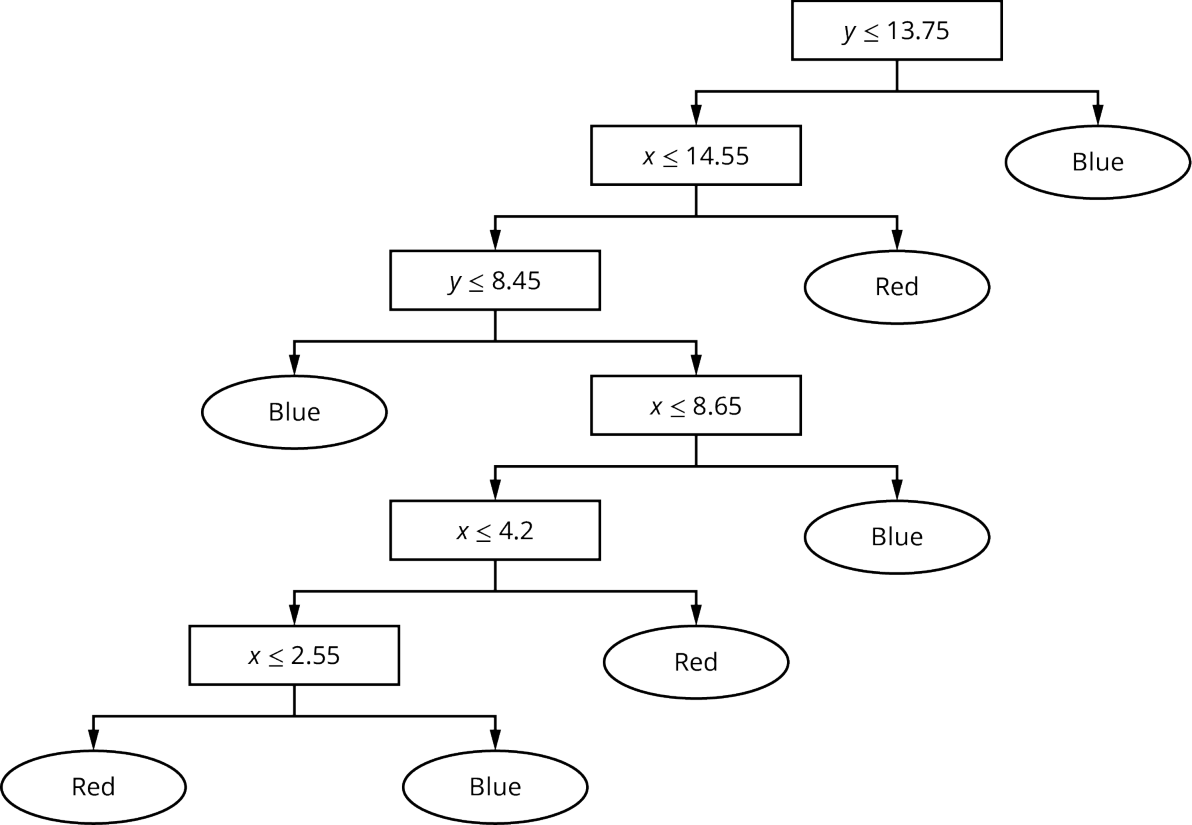 y ≤ 13.75
x ≤ 14.55
Blue
y ≤ 8.45
Red
Blue
x ≤ 8.65
x ≤ 4.2
Blue
x ≤ 2.55
Red
Red
Blue